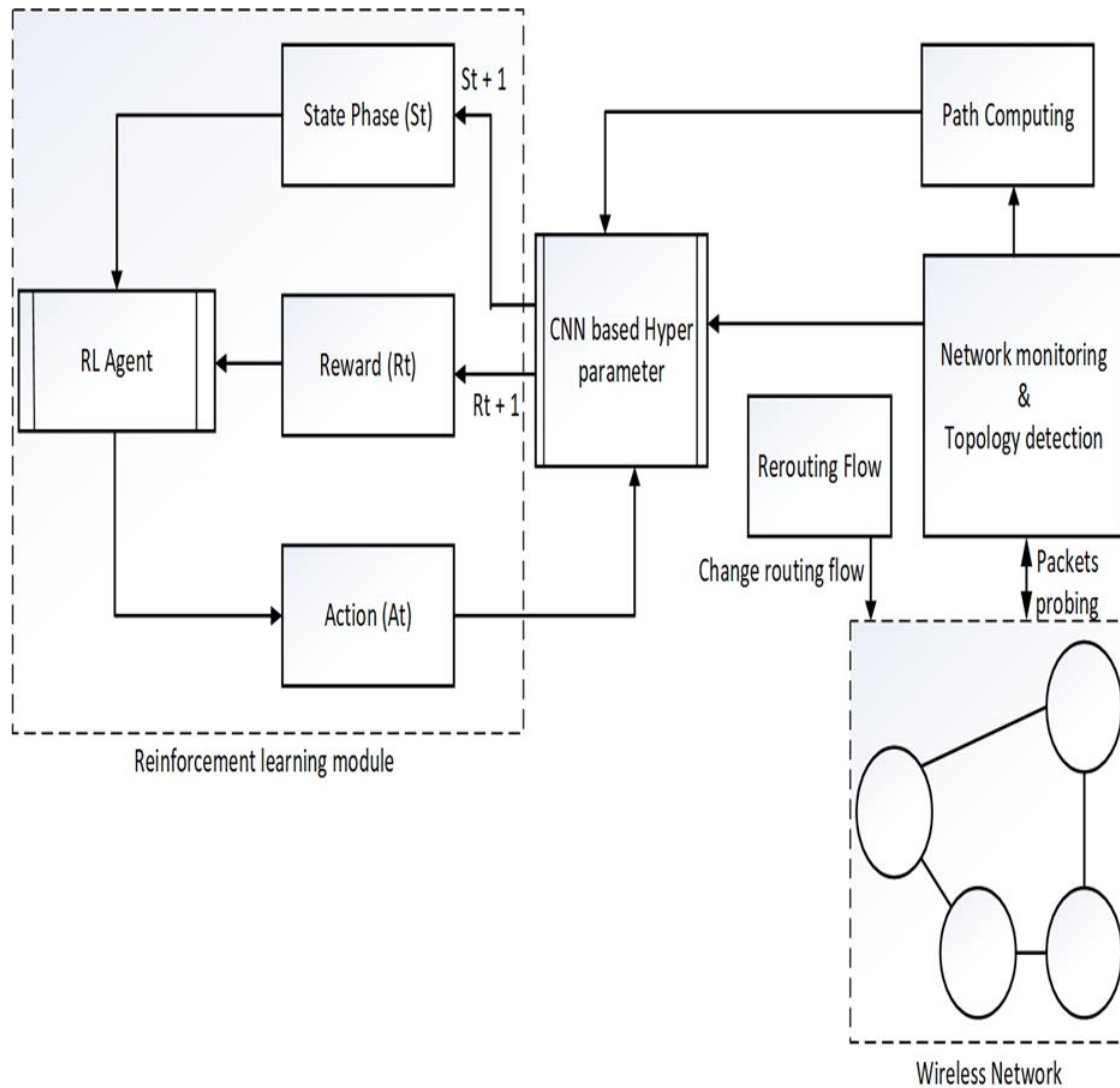 St + 1
State Phase (St)
Path Computing
RL Agent
Reward (Rt)
Rt + 1
CNN based Hyper
parameter
Network monitoring
&
Topology detection
Rerouting Flow
Change routing flow
Packets
probing
Action (At)
Reinforcement learning module
Wireless Network